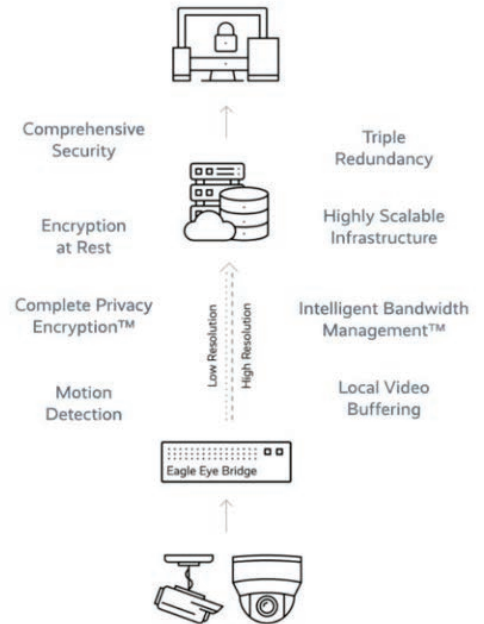 Comprehensive
Security
Triple
Redundancy
Encryption
at Rest
Highly Scalable
Infrastructure
Complete Privacy
Encryption™
Low Resolution
High Resolution
Intelligent Bandwidth
Management™
Motion
Detection
Local Video
Buffering
Eagle Eye Bridge